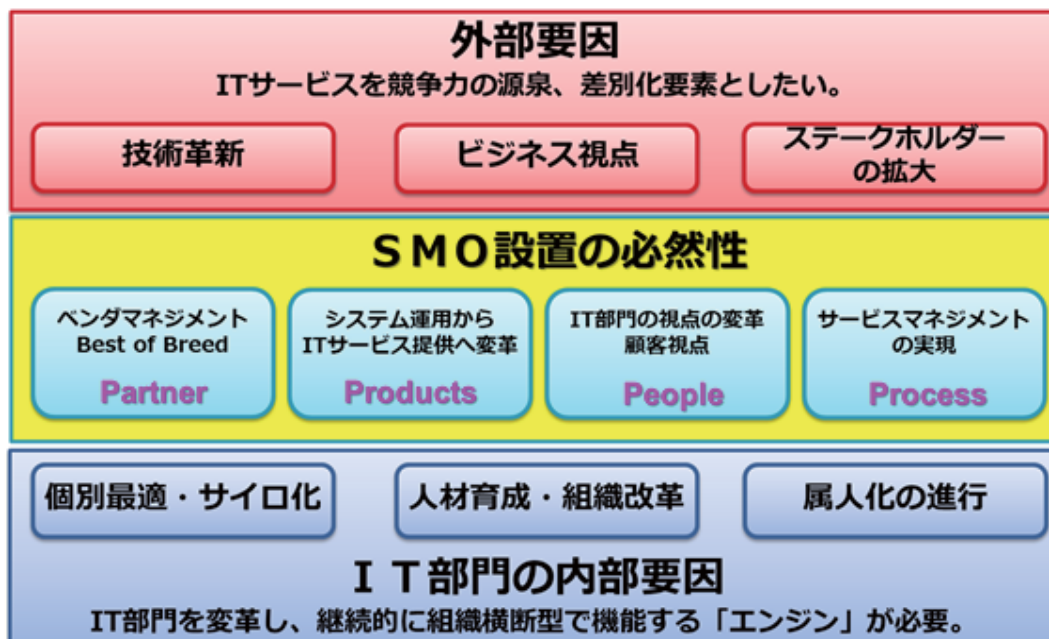 外部要因
ITサービスを競争力の源泉、差別化要素としたい。
技術革新
ビジネス視点
ステークホルダー
の拡大
SMO設置の必然性
ベンダマネジメント
Best of Breed
Partner
システム運用から
ITサービス提供へ変革
Products
IT部門の視点の変革
顧客視点
People
サービスマネジメント
の実現
Process
個別最適・サイロ化
人材育成・組織改革
属人化の進行
IT部門の内部要因
IT部門を変革し、継続的に組織横断型で機能する「エンジン」が必要。